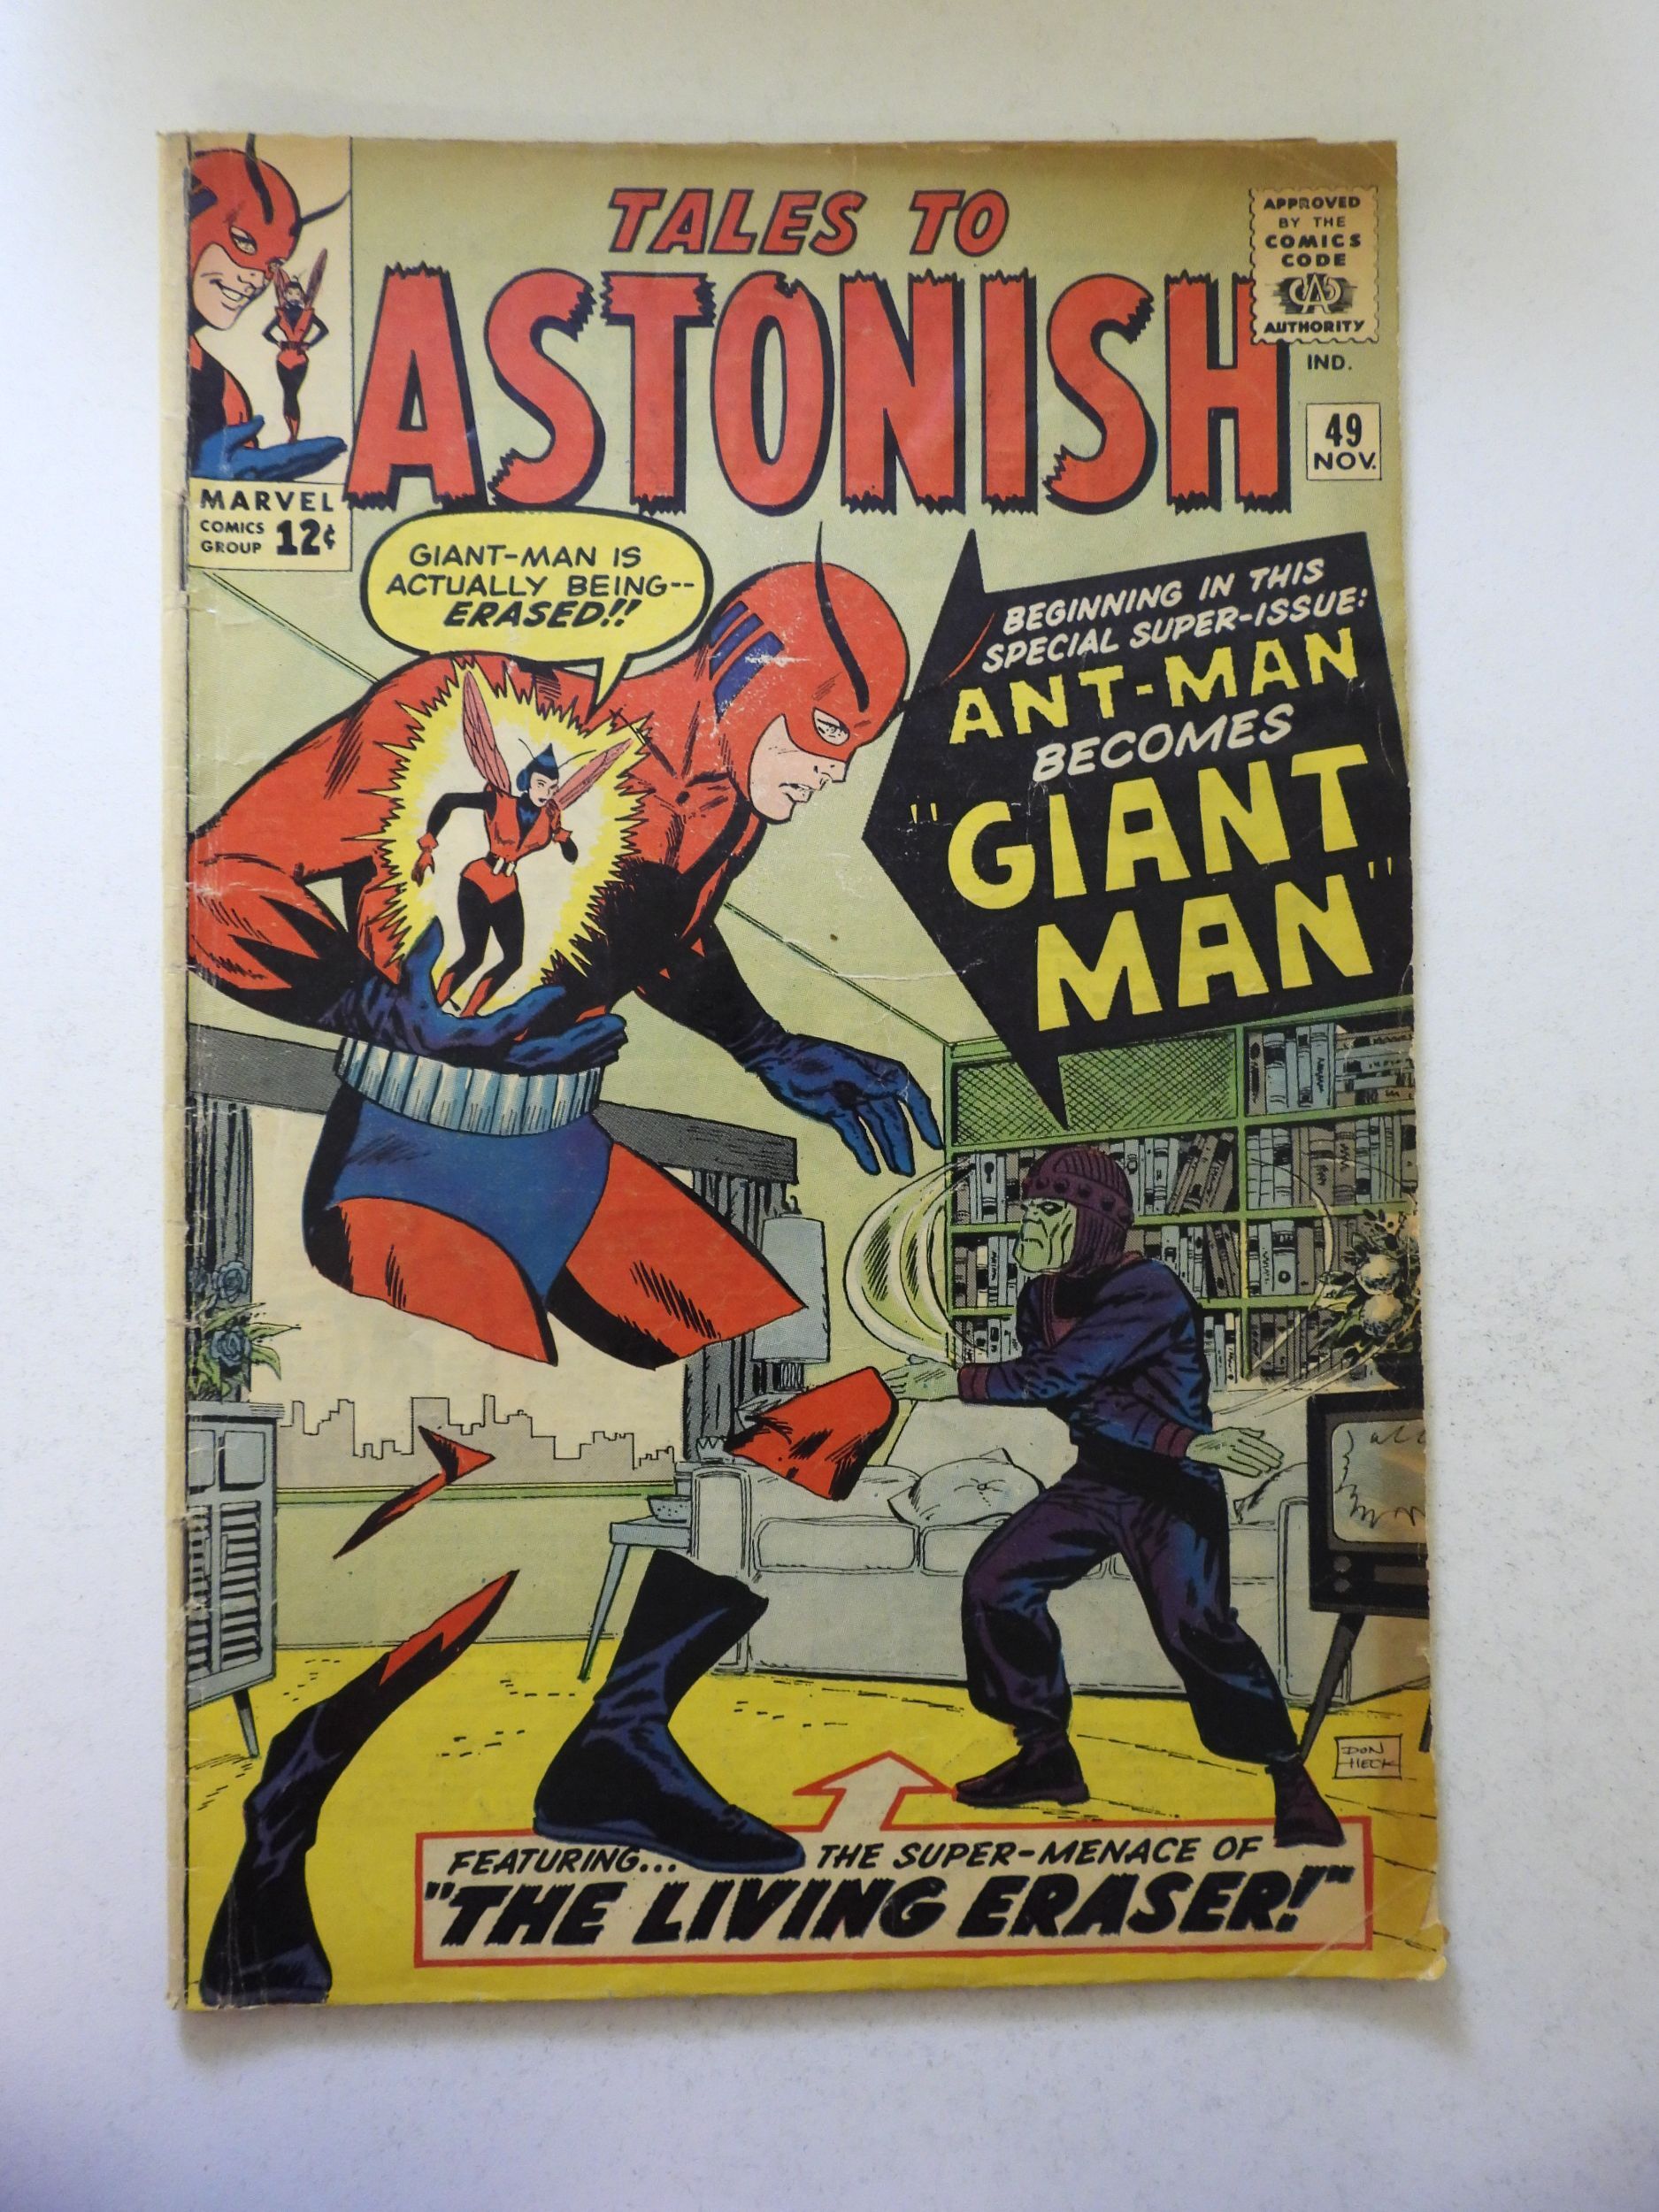 TALES TO
ASTONISH
APPROVED
BY THE
COMICS
CODE
CA
AUTHORITY
IND.
49
NOV.
MARVEL
COMICS
GROUP 12¢
GIANT-MAN IS
ACTUALLY BEING--
ERASED!!
BEGINNING IN THIS
SPECIAL SUPER-ISSUE:
ANT-MAN
BECOMES
"GIANT
MAN"
DON
HECK
FEATURING... THE SUPER-MENACE OF
"THE LIVING ERASER!"